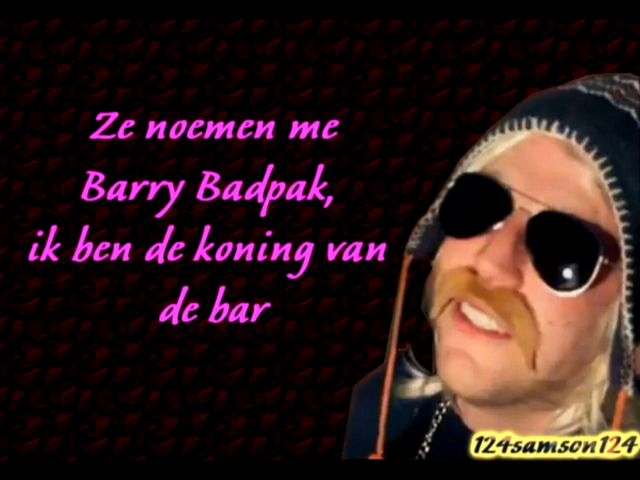 Ze noemen me
Barry Badpak,
ik ben de koning van
de bar
124samson124